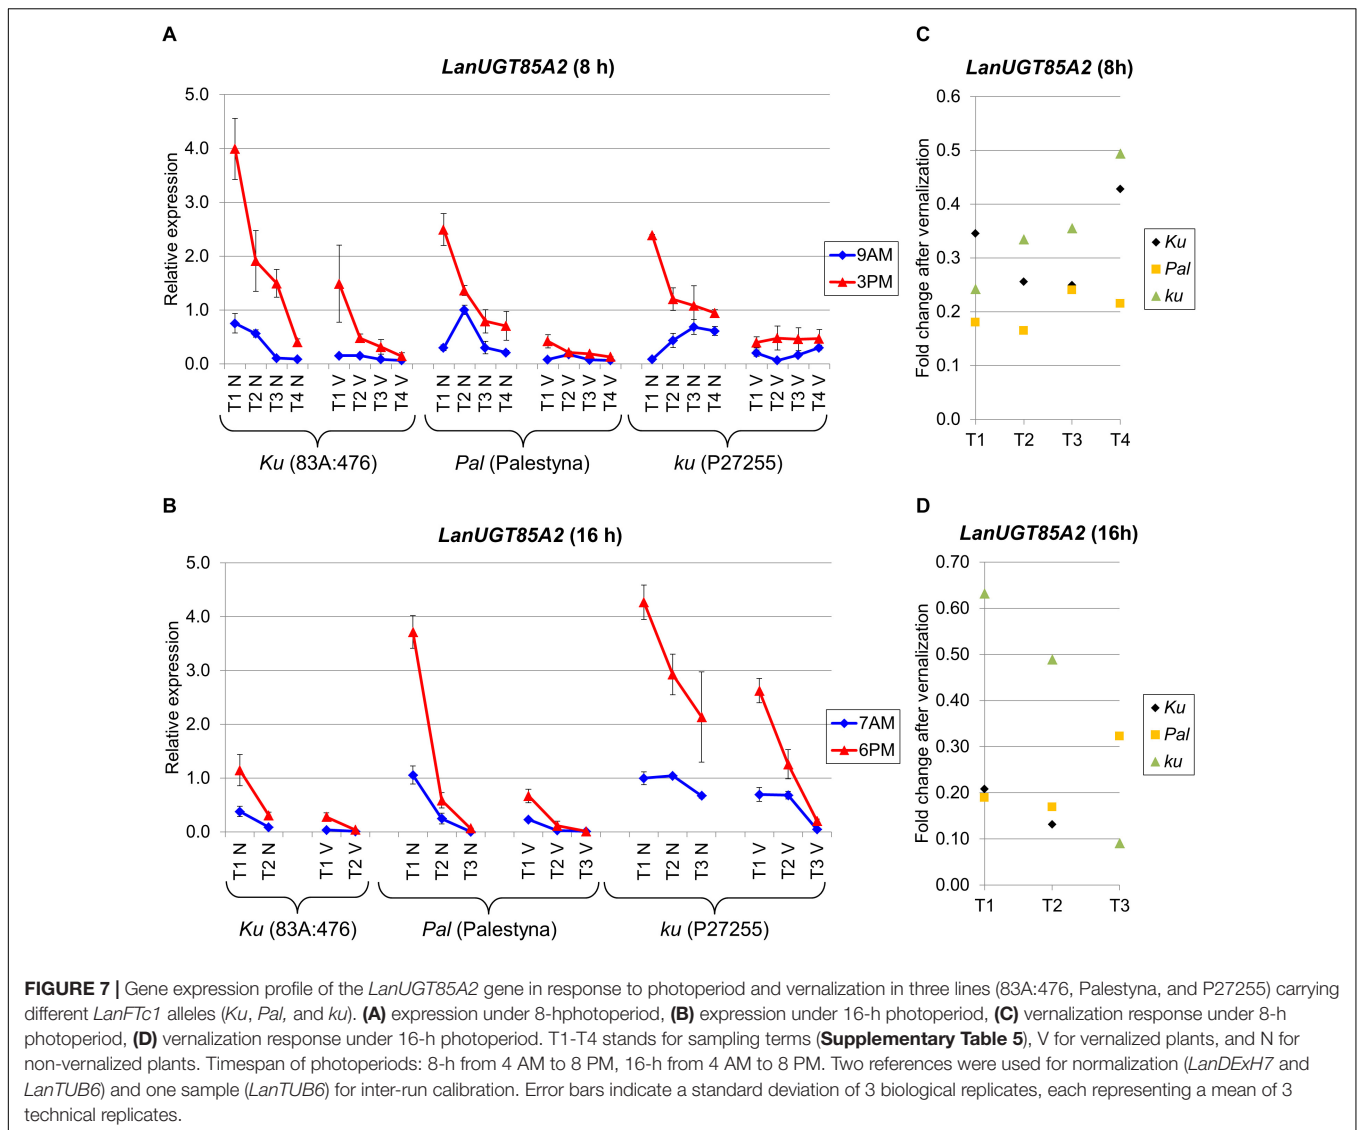 A
LanUGT85A2 (8 h)
5.0
4.0
3.0
2.0
1.0
0.0
Relative expression
9AM
3PM
T1 N
T2 N
T3 N
T4 N
T1 V
T2 V
T3 V
T4 V
T1 N
T2 N
T3 N
T4 N
T1 V
T2 V
T3 V
T4 V
T1 N
T2 N
T3 N
T4 N
T1 V
T2 V
T3 V
T4 V
Ku (83A:476)
Pal (Palestyna)
ku (P27255)
C
LanUGT85A2 (8h)
0.6
0.5
0.4
0.3
0.2
0.1
0.0
Fold change after vernalization
T1 T2 T3 T4
Ku
Pal
ku
B
LanUGT85A2 (16 h)
5.0
4.0
3.0
2.0
1.0
0.0
Relative expression
7AM
6PM
T1 N
T2 N
T1 V
T2 V
T1 N
T2 N
T3 N
T1 V
T2 V
T3 V
T1 N
T2 N
T3 N
T1 V
T2 V
T3 V
Ku (83A:476)
Pal (Palestyna)
ku (P27255)
D
LanUGT85A2 (16h)
0.70
0.60
0.50
0.40
0.30
0.20
0.10
0.00
Fold change after vernalization
T1 T2 T3
Ku
Pal
ku
FIGURE 7 | Gene expression profile of the LanUGT85A2 gene in response to photoperiod and vernalization in three lines (83A:476, Palestyna, and P27255) carrying
different LanFTc1 alleles (Ku, Pal, and ku). (A) expression under 8-hphotoperiod, (B) expression under 16-h photoperiod, (C) vernalization response under 8-h
photoperiod, (D) vernalization response under 16-h photoperiod. T1-T4 stands for sampling terms (Supplementary Table 5), V for vernalized plants, and N for
non-vernalized plants. Timespan of photoperiods: 8-h from 4 AM to 8 PM, 16-h from 4 AM to 8 PM. Two references were used for normalization (LanDExH7 and
LanTUB6) and one sample (LanTUB6) for inter-run calibration. Error bars indicate a standard deviation of 3 biological replicates, each representing a mean of 3
technical replicates.